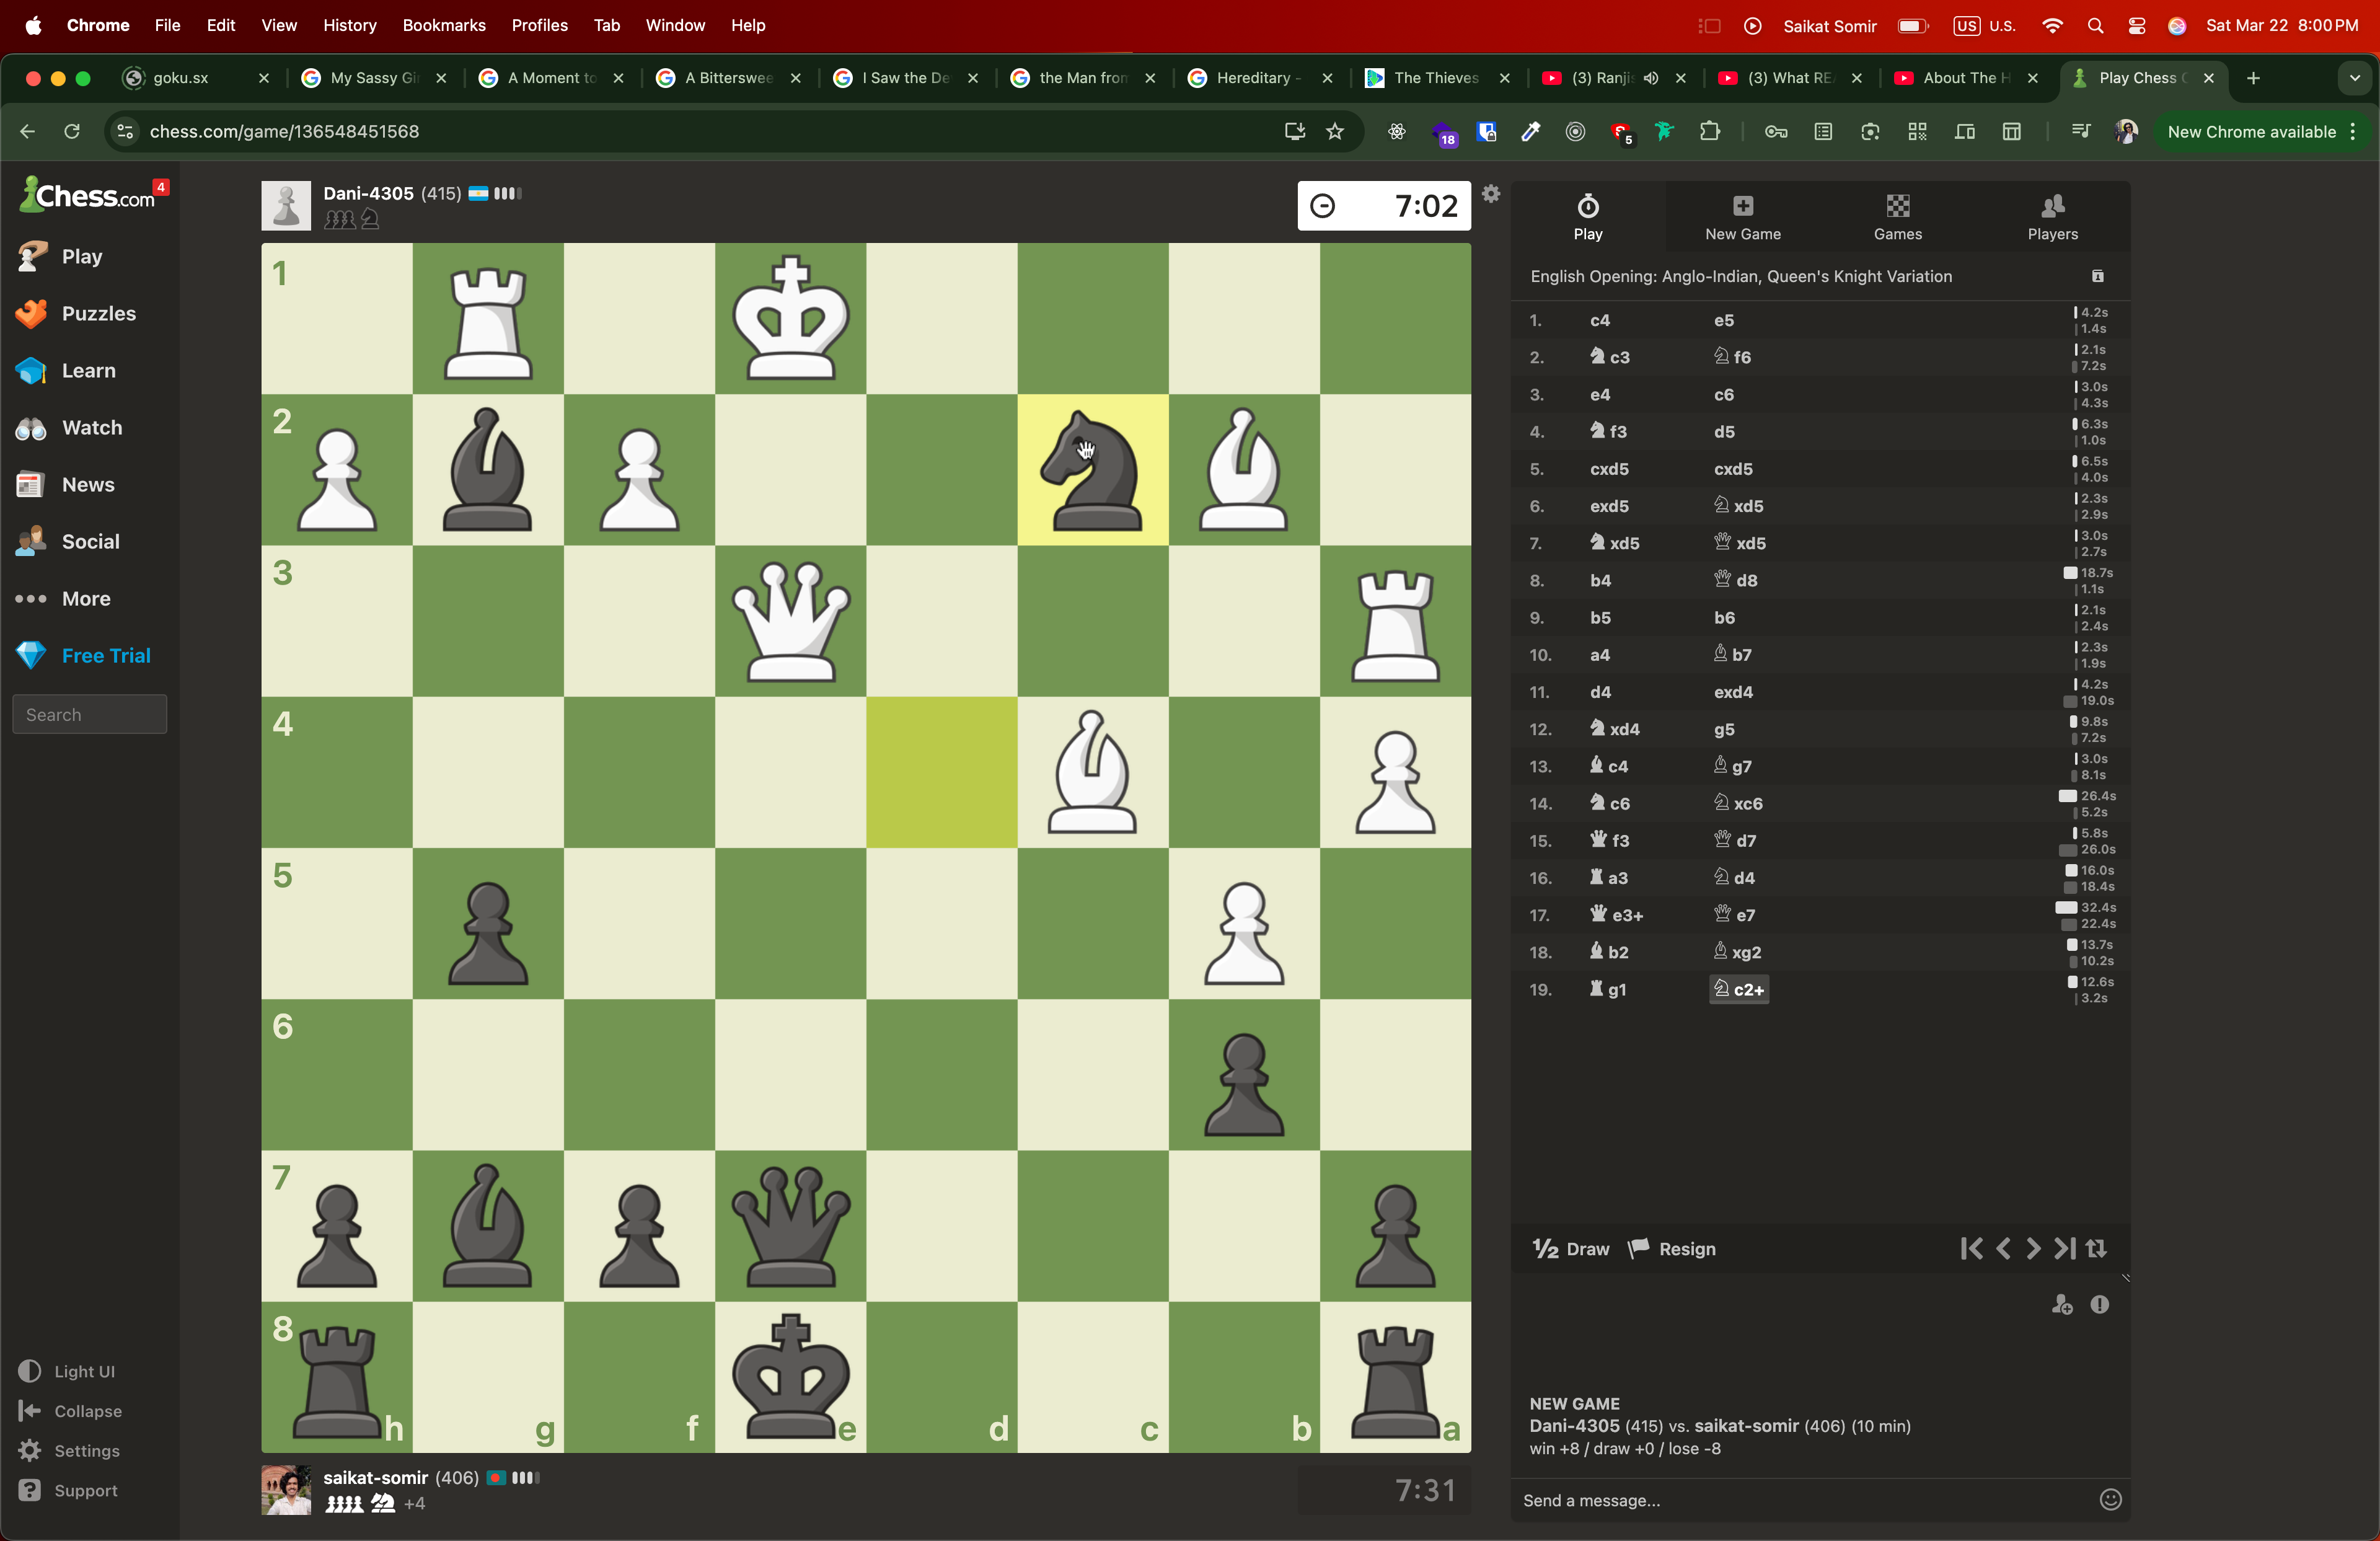 Chrome File Edit View History Bookmarks Profiles Tab Window Help Saikat Somir US U.S. Sat Mar 22 8:00 PM
goku.sx My Sassy Gi A Moment to A Bitterswee I Saw the De the Man from Hereditary - The Thieves (3) Ranji (3) What RE About The H Play Chess
chess.com/game/136548451568 18 5 New Chrome available
Chess.com 4
Play
Puzzles
Learn
Watch
News
Social
More
Free Trial
Search
Light UI
Collapse
Settings
Support
Dani-4305 (415) 7:02
1
2
3
4
5
6
7
8
h g f e d c b a
saikat-somir (406) 7:31
+4
Play New Game Games Players
English Opening: Anglo-Indian, Queen's Knight Variation
1. c4 e5 4.2s 1.4s
2. c3 f6 2.1s 7.2s
3. e4 c6 3.0s 4.3s
4. f3 d5 6.3s 1.0s
5. cxd5 cxd5 6.5s 4.0s
6. exd5 xd5 2.3s 2.9s
7. xd5 xd5 3.0s 2.7s
8. b4 d8 18.7s 1.1s
9. b5 b6 2.1s 2.4s
10. a4 b7 2.3s 1.9s
11. d4 exd4 4.2s 19.0s
12. xd4 g5 9.8s 7.2s
13. c4 g7 3.0s 8.1s
14. c6 xc6 26.4s 5.2s
15. f3 d7 5.8s 26.0s
16. a3 d4 16.0s 18.4s
17. e3+ e7 32.4s 22.4s
18. b2 xg2 13.7s 10.2s
19. g1 c2+ 12.6s 3.2s
½ Draw Resign
NEW GAME
Dani-4305 (415) vs. saikat-somir (406) (10 min)
win +8 / draw +0 / lose -8
Send a message...